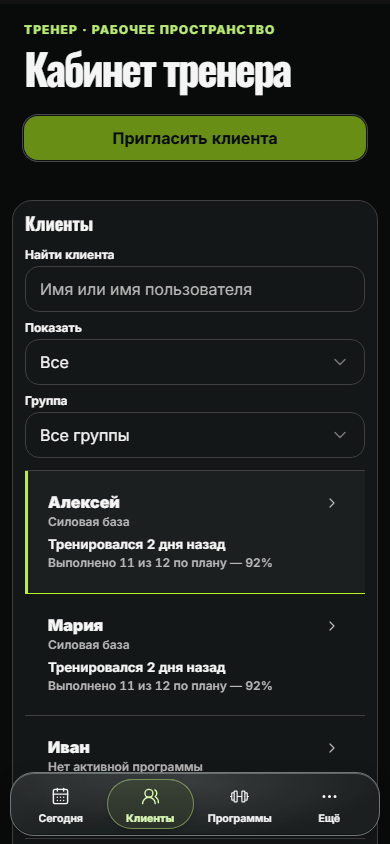 ТРЕНЕР · РАБОЧЕЕ ПРОСТРАНСТВО
Кабинет тренера
Пригласить клиента
Клиенты
Найти клиента
Имя или имя пользователя
Показать
Все
Группа
Все группы
Алексей
Силовая база
Тренировался 2 дня назад
Выполнено 11 из 12 по плану — 92%
Мария
Силовая база
Тренировался 2 дня назад
Выполнено 11 из 12 по плану — 92%
Иван
Нет активной программы
Сегодня
Клиенты
Программы
Ещё